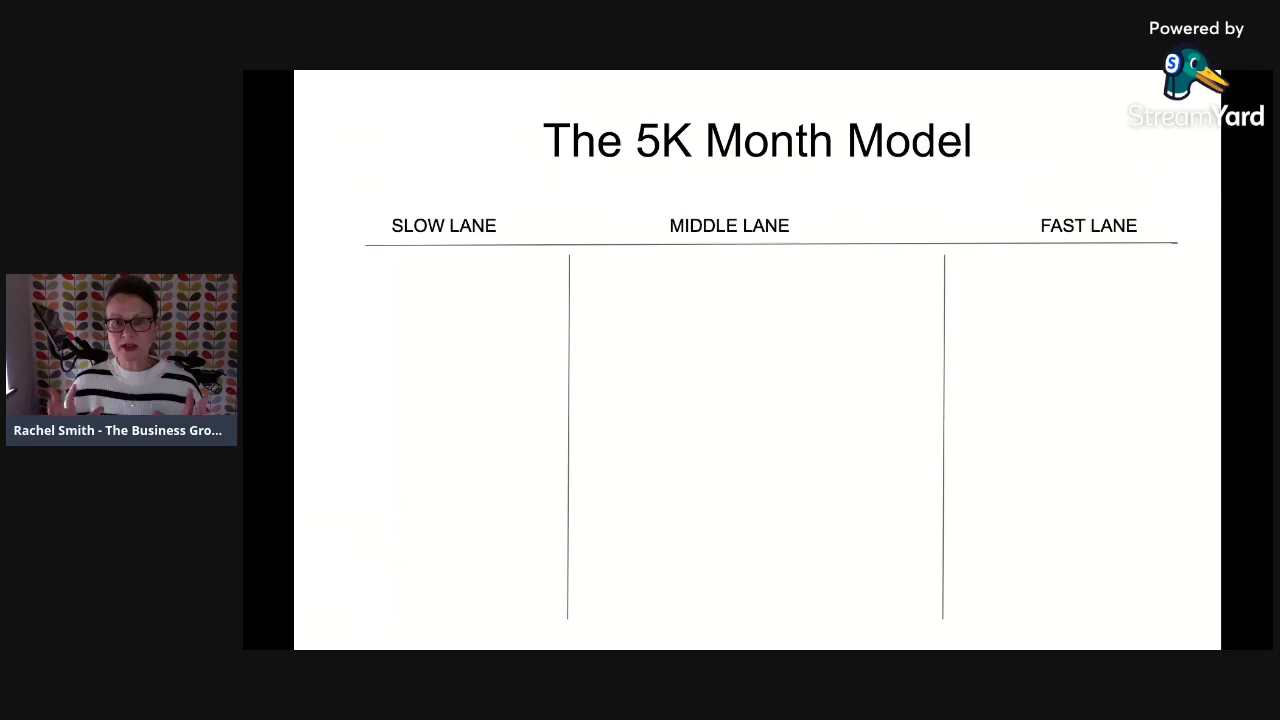 Powered by
StreamYard
The 5K Month Model
SLOW LANE
MIDDLE LANE
FAST LANE
Rachel Smith - The Business Gro...